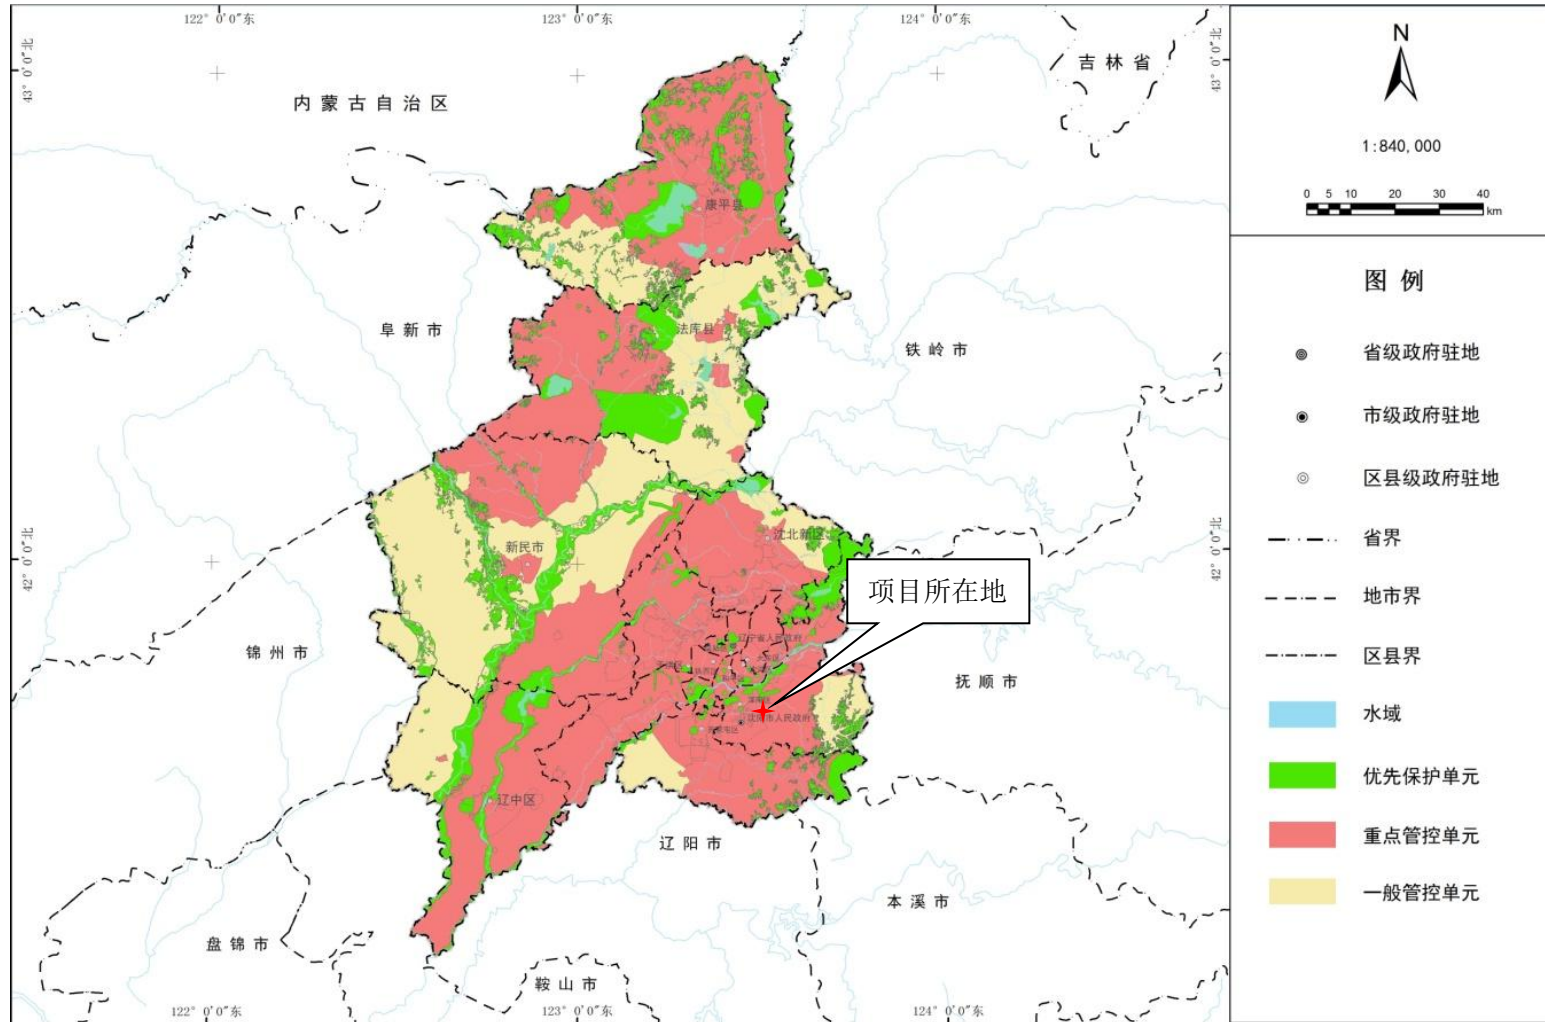 122° 0′0″东
123° 0′0″东
124° 0′0″东
43° 0′0″北
43° 0′0″北
内蒙古自治区
吉林省
康平县
阜新市
法库县
铁岭市
新民市
沈北新区
42° 0′0″北
42° 0′0″北
项目所在地
辽宁省人民政府
锦州市
抚顺市
沈阳市人民政府
辽中区
辽阳市
本溪市
盘锦市
鞍山市
122° 0′0″东
123° 0′0″东
124° 0′0″东
N
1:840,000
0 5 10 20 30 40
km
图例
省级政府驻地
市级政府驻地
区县级政府驻地
省界
地市界
区县界
水域
优先保护单元
重点管控单元
一般管控单元